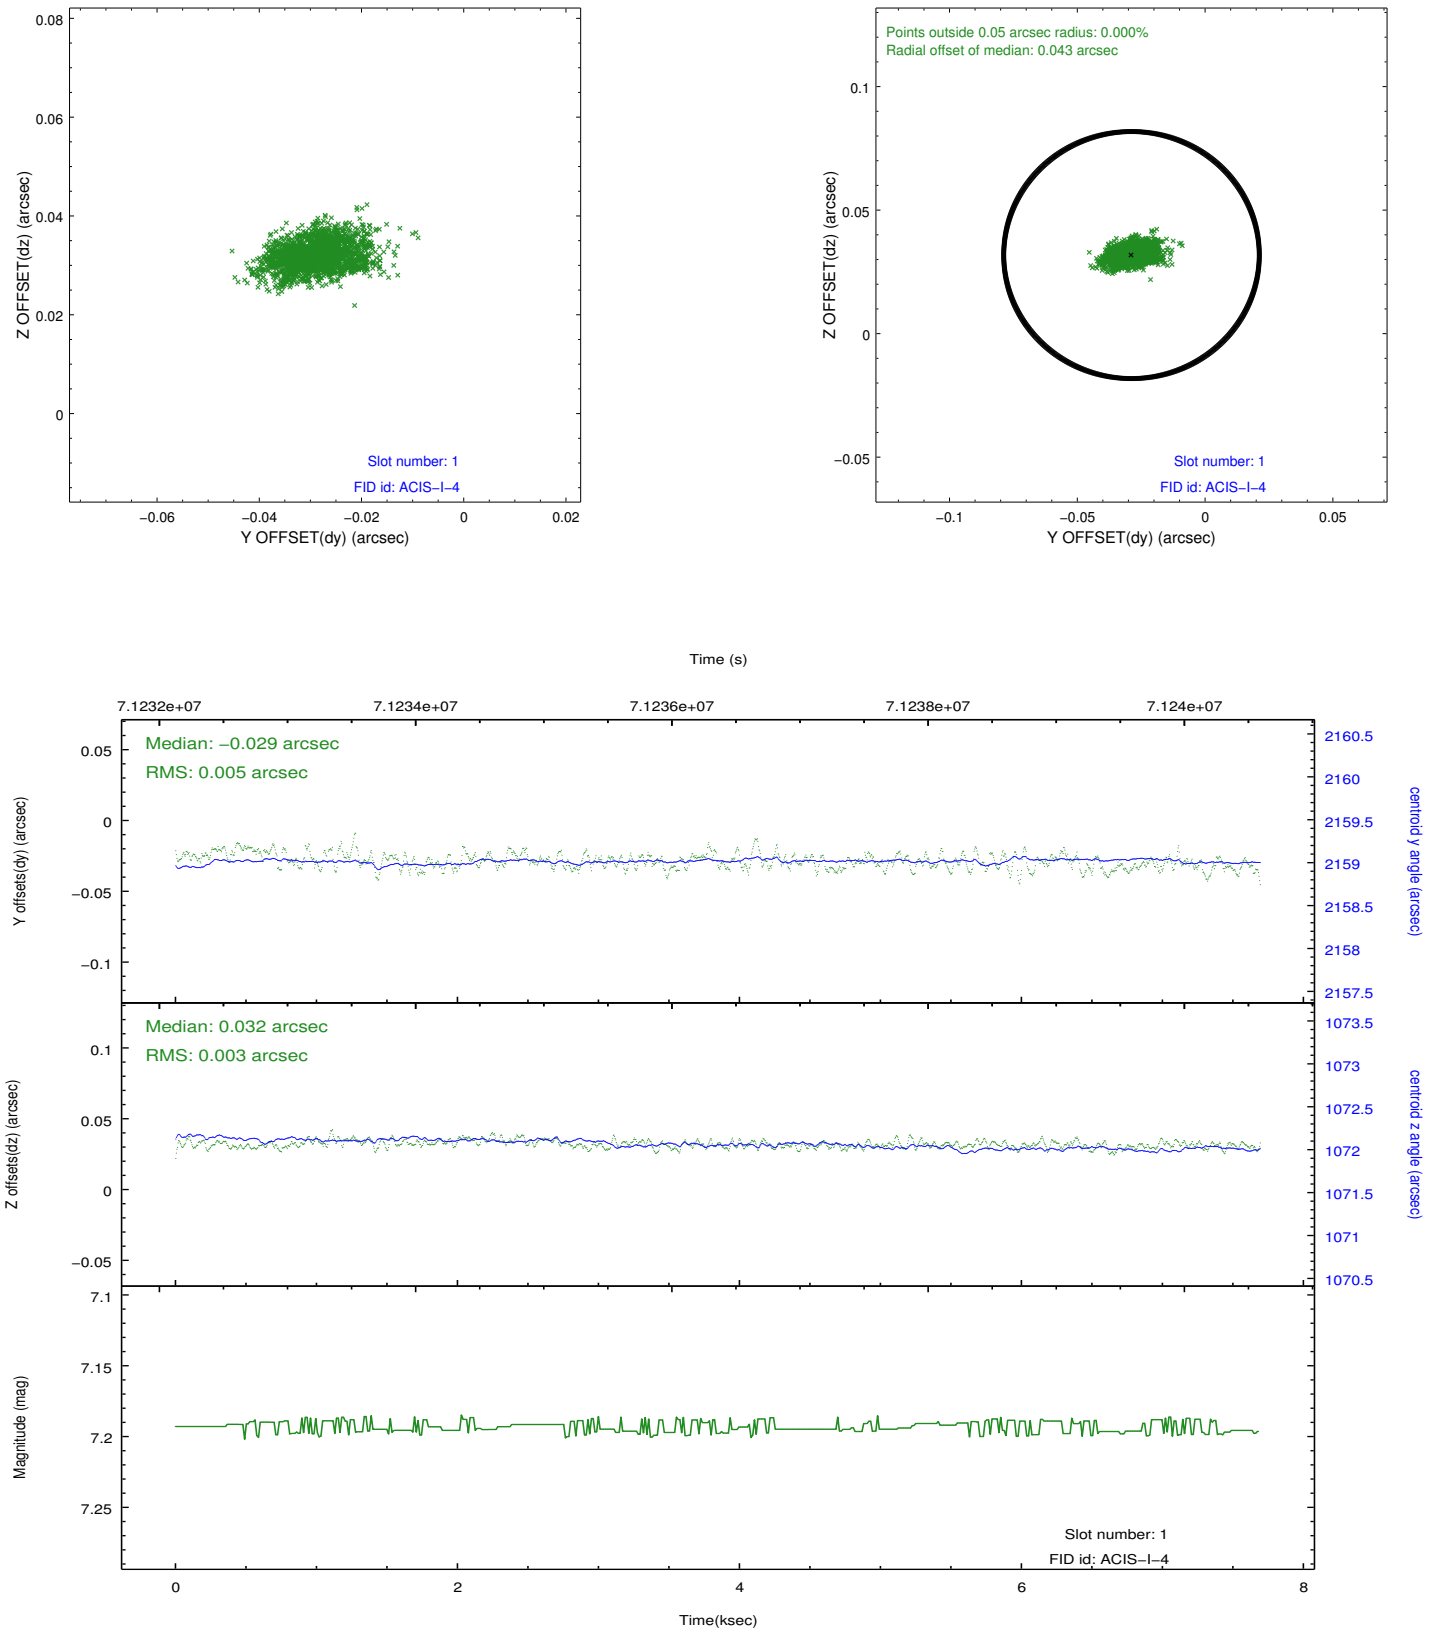 0.08
0.06
0.04
0.02
0
Z OFFSET(dz) (arcsec)
−0.06 −0.04 −0.02 0 0.02
Y OFFSET(dy) (arcsec)
Slot number: 1
FID id: ACIS−I−4
Points outside 0.05 arcsec radius: 0.000%
Radial offset of median: 0.043 arcsec
0.1
0.05
0
−0.05
Z OFFSET(dz) (arcsec)
−0.1 −0.05 0 0.05
Y OFFSET(dy) (arcsec)
Slot number: 1
FID id: ACIS−I−4
Time (s)
7.1232e+07 7.1234e+07 7.1236e+07 7.1238e+07 7.124e+07
Median: −0.029 arcsec
RMS: 0.005 arcsec
0.05
0
−0.05
−0.1
Y offsets(dy) (arcsec)
2160.5
2160
2159.5
2159
2158.5
2158
2157.5
centroid y angle (arcsec)
Median: 0.032 arcsec
RMS: 0.003 arcsec
0.1
0.05
0
−0.05
Z offsets(dz) (arcsec)
1073.5
1073
1072.5
1072
1071.5
1071
1070.5
centroid z angle (arcsec)
7.1
7.15
7.2
7.25
Magnitude (mag)
Slot number: 1
FID id: ACIS−I−4
0 2 4 6 8
Time(ksec)